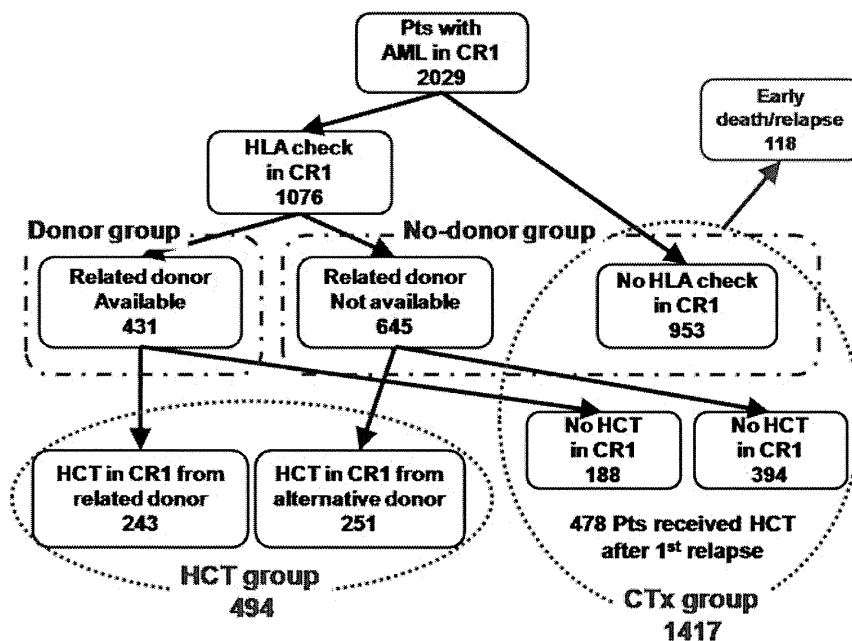 Pts with
AML in CR1
2029
Early
death/relapse
118
HLA check
in CR1
1076
Donor group
No-donor group
Related donor
Available
431
Related donor
Not available
645
No HLA check
in CR1
953
No HCT
in CR1
188
No HCT
in CR1
394
HCT in CR1 from
related donor
243
HCT in CR1 from
alternative donor
251
478 Pts received HCT
after 1st relapse
HCT group
494
CTx group
1417